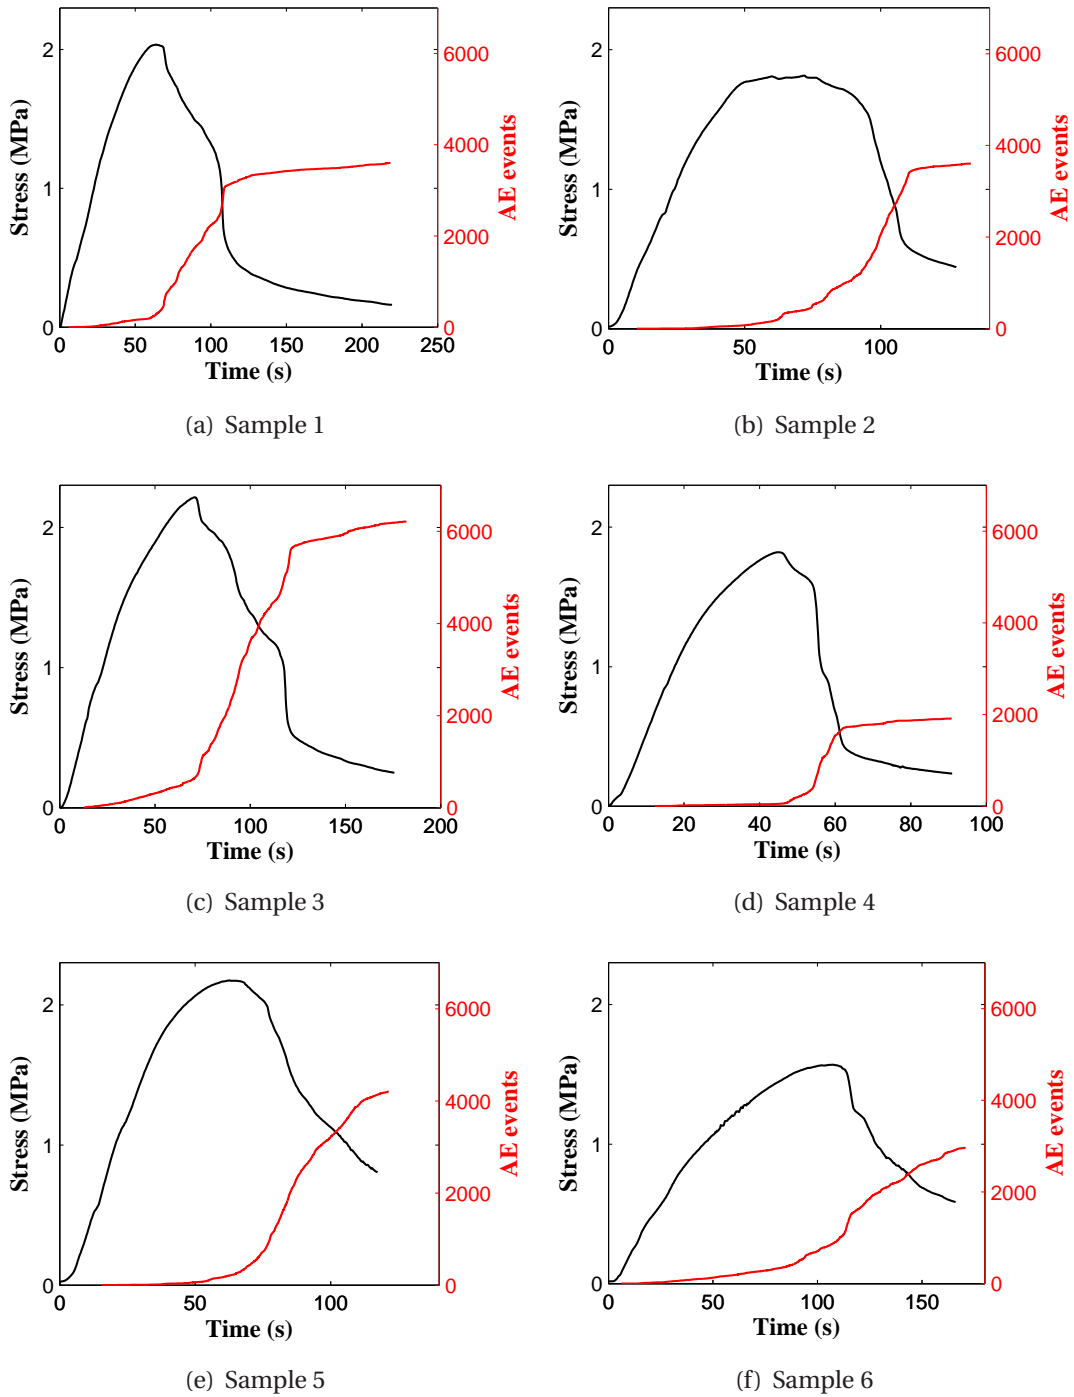 2
1
0
Stress (MPa)
6000
4000
2000
0
AE events
0 50 100 150 200 250
Time (s)
(a) Sample 1
2
1
0
Stress (MPa)
6000
4000
2000
0
AE events
0 50 100
Time (s)
(b) Sample 2
2
1
0
Stress (MPa)
6000
4000
2000
0
AE events
0 50 100 150 200
Time (s)
(c) Sample 3
2
1
0
Stress (MPa)
6000
4000
2000
0
AE events
0 20 40 60 80 100
Time (s)
(d) Sample 4
2
1
0
Stress (MPa)
6000
4000
2000
0
AE events
0 50 100
Time (s)
(e) Sample 5
2
1
0
Stress (MPa)
6000
4000
2000
0
AE events
0 50 100 150
Time (s)
(f) Sample 6